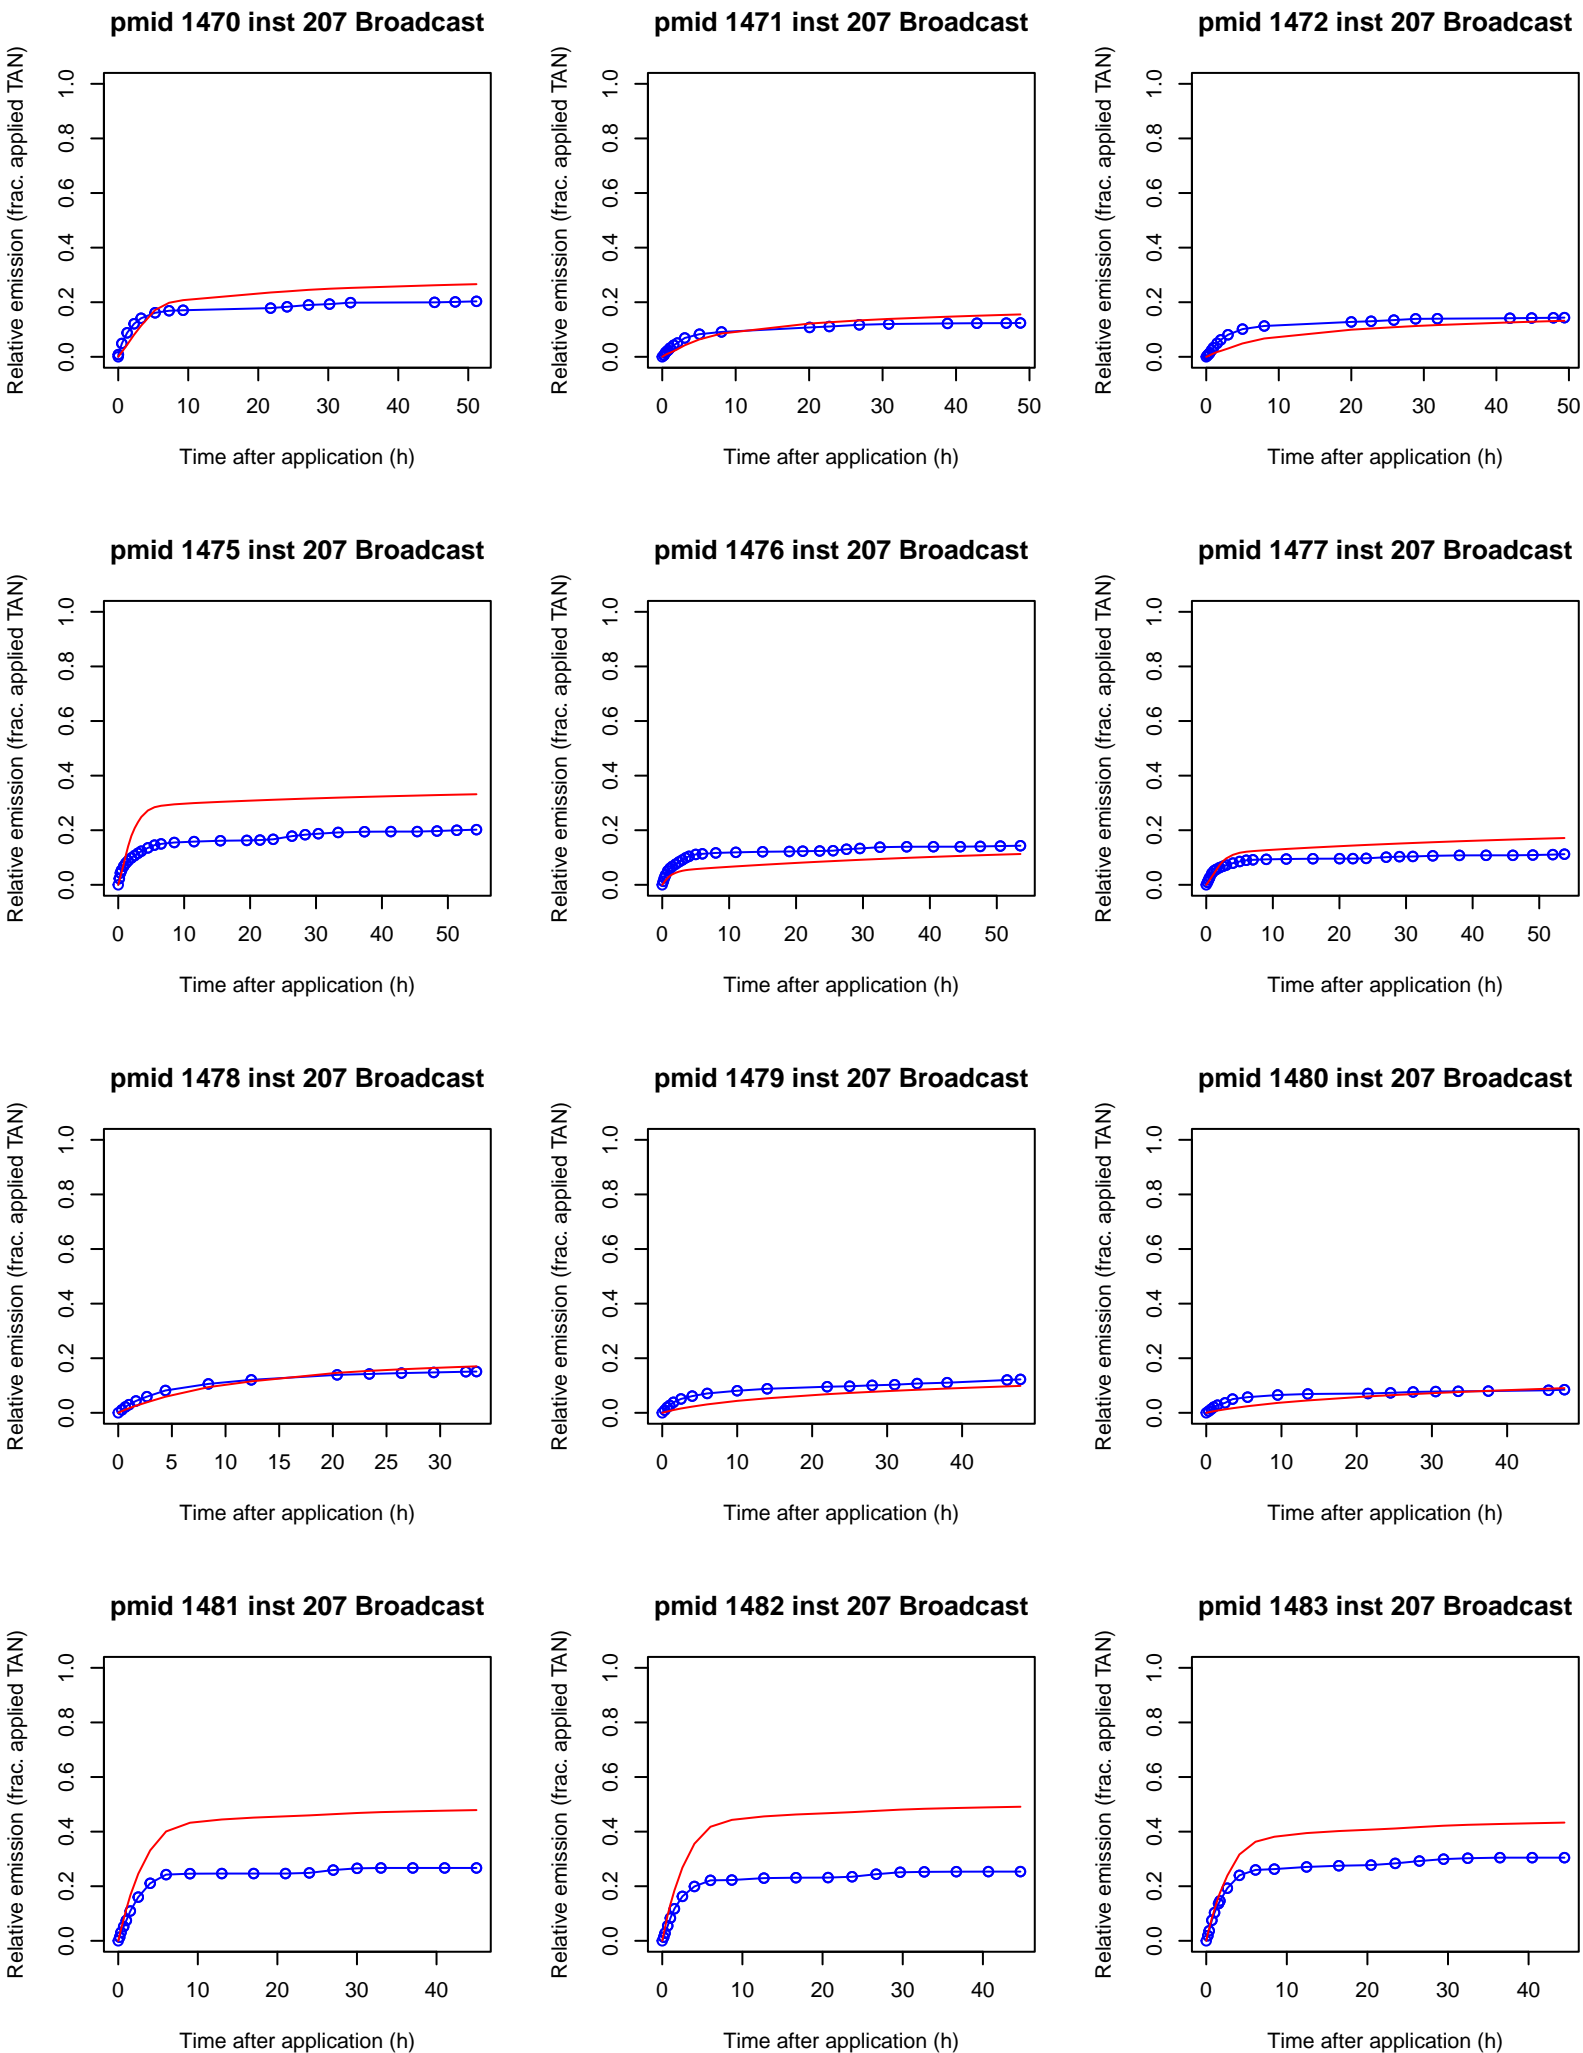 pmid 1470 inst 207 Broadcast
Relative emission (frac. applied TAN)
1.0
0.8
0.6
0.4
0.2
0.0
0 10 20 30 40 50
Time after application (h)
pmid 1471 inst 207 Broadcast
Relative emission (frac. applied TAN)
1.0
0.8
0.6
0.4
0.2
0.0
0 10 20 30 40 50
Time after application (h)
pmid 1472 inst 207 Broadcast
Relative emission (frac. applied TAN)
1.0
0.8
0.6
0.4
0.2
0.0
0 10 20 30 40 50
Time after application (h)
pmid 1475 inst 207 Broadcast
Relative emission (frac. applied TAN)
1.0
0.8
0.6
0.4
0.2
0.0
0 10 20 30 40 50
Time after application (h)
pmid 1476 inst 207 Broadcast
Relative emission (frac. applied TAN)
1.0
0.8
0.6
0.4
0.2
0.0
0 10 20 30 40 50
Time after application (h)
pmid 1477 inst 207 Broadcast
Relative emission (frac. applied TAN)
1.0
0.8
0.6
0.4
0.2
0.0
0 10 20 30 40 50
Time after application (h)
pmid 1478 inst 207 Broadcast
Relative emission (frac. applied TAN)
1.0
0.8
0.6
0.4
0.2
0.0
0 5 10 15 20 25 30
Time after application (h)
pmid 1479 inst 207 Broadcast
Relative emission (frac. applied TAN)
1.0
0.8
0.6
0.4
0.2
0.0
0 10 20 30 40
Time after application (h)
pmid 1480 inst 207 Broadcast
Relative emission (frac. applied TAN)
1.0
0.8
0.6
0.4
0.2
0.0
0 10 20 30 40
Time after application (h)
pmid 1481 inst 207 Broadcast
Relative emission (frac. applied TAN)
1.0
0.8
0.6
0.4
0.2
0.0
0 10 20 30 40
Time after application (h)
pmid 1482 inst 207 Broadcast
Relative emission (frac. applied TAN)
1.0
0.8
0.6
0.4
0.2
0.0
0 10 20 30 40
Time after application (h)
pmid 1483 inst 207 Broadcast
Relative emission (frac. applied TAN)
1.0
0.8
0.6
0.4
0.2
0.0
0 10 20 30 40
Time after application (h)